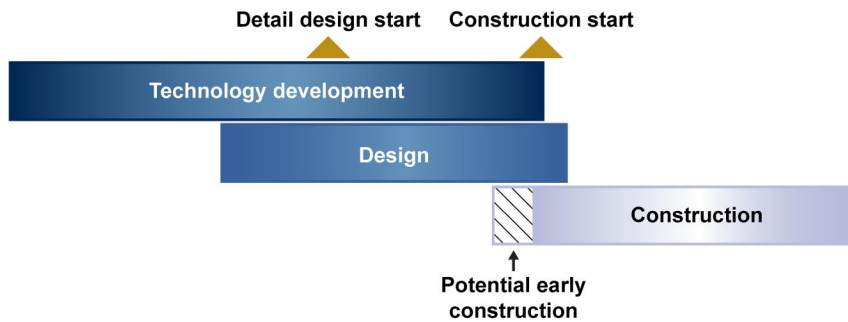 Detail design start
Construction start
Technology development
Design
Construction
Potential early
construction